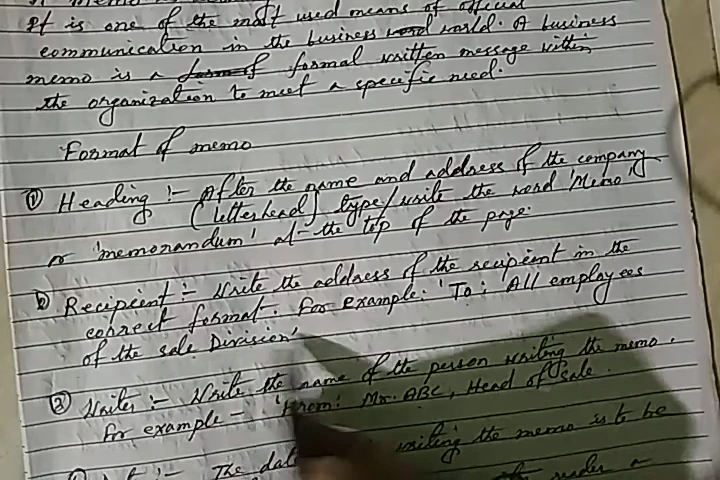 It is one of the most used means of official
communication in the business word world. A business
memo is a form of formal written message within
the organization to meet a specific need.
Format of memo
① Heading :- After the name and address of the company
(letterhead) type/write the word 'Memo'
or 'memorandum' at the top of the page.
② Recipient :- Write the address of the recipient in the
correct format. For example: 'To: All employees
of the sale Division'
③ Writer :- Write the name of the person writing the memo.
for example - 'From: Mr. ABC, Head of Sale.
:- The dat writing the memo is to be
reader a